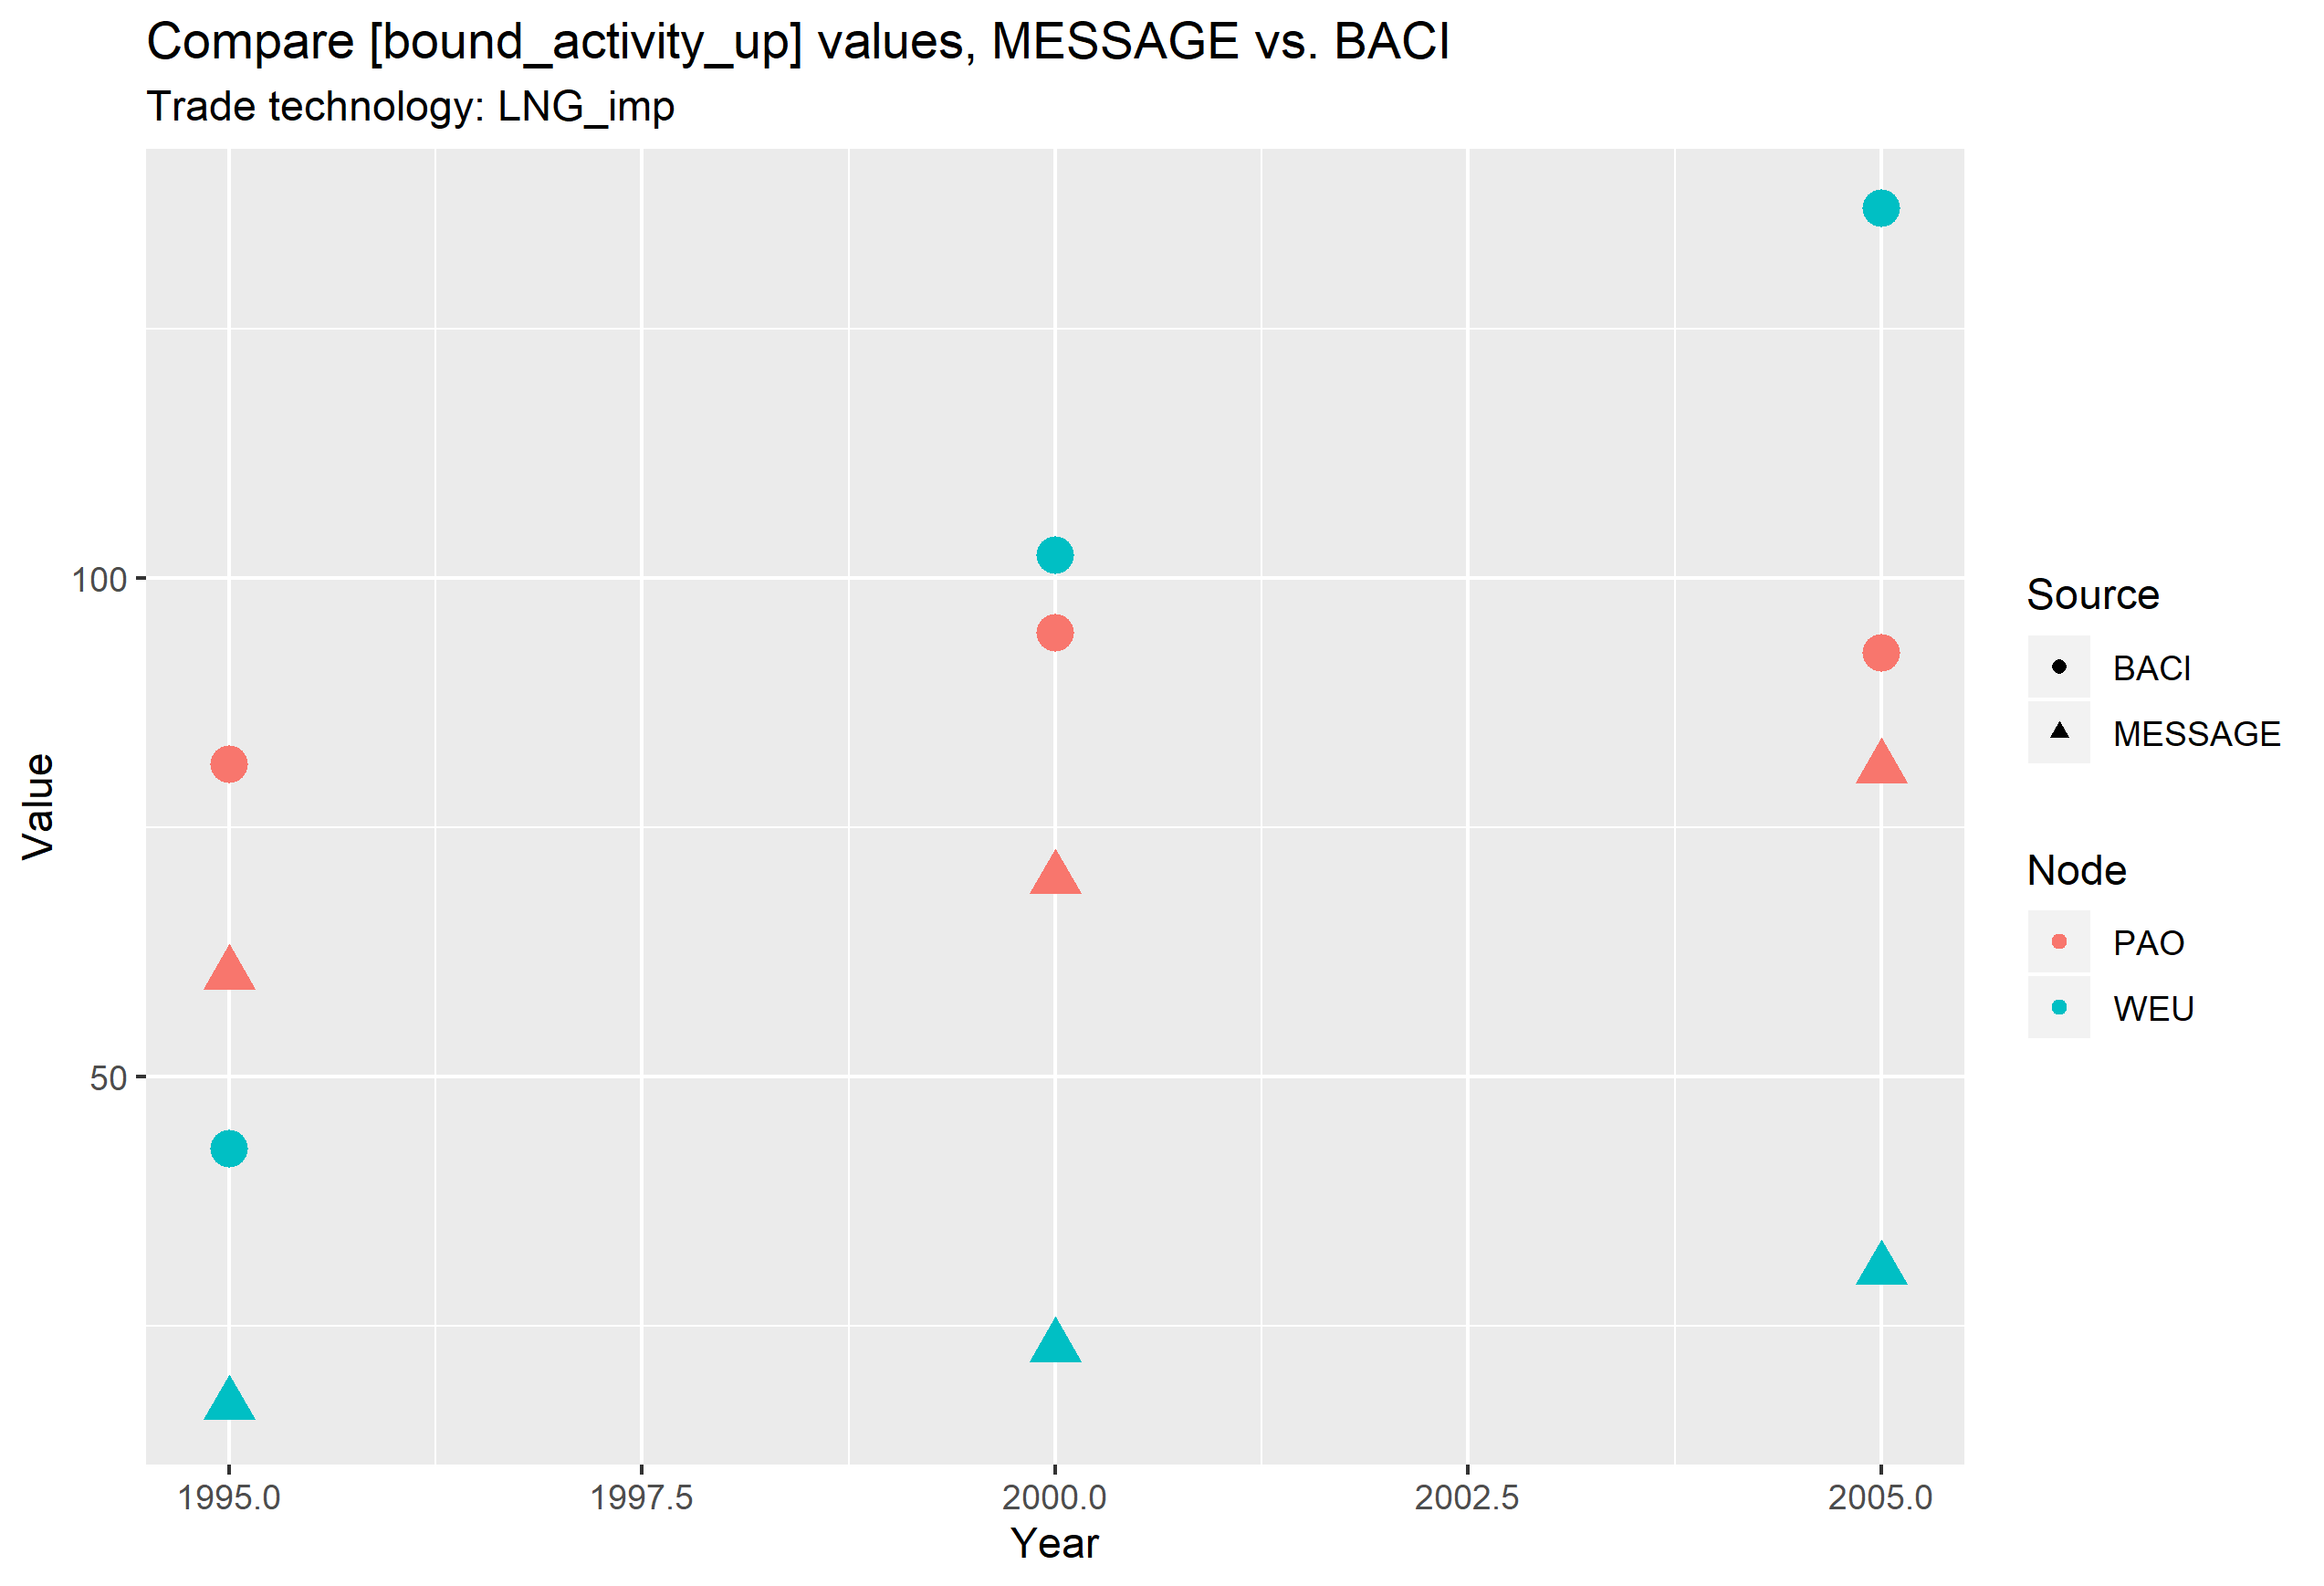 Compare [bound_activity_up] values, MESSAGE vs. BACI
Trade technology: LNG_imp
Value
100
50
1995.0
1997.5
2000.0
2002.5
2005.0
Year
Source
BACI
MESSAGE
Node
PAO
WEU